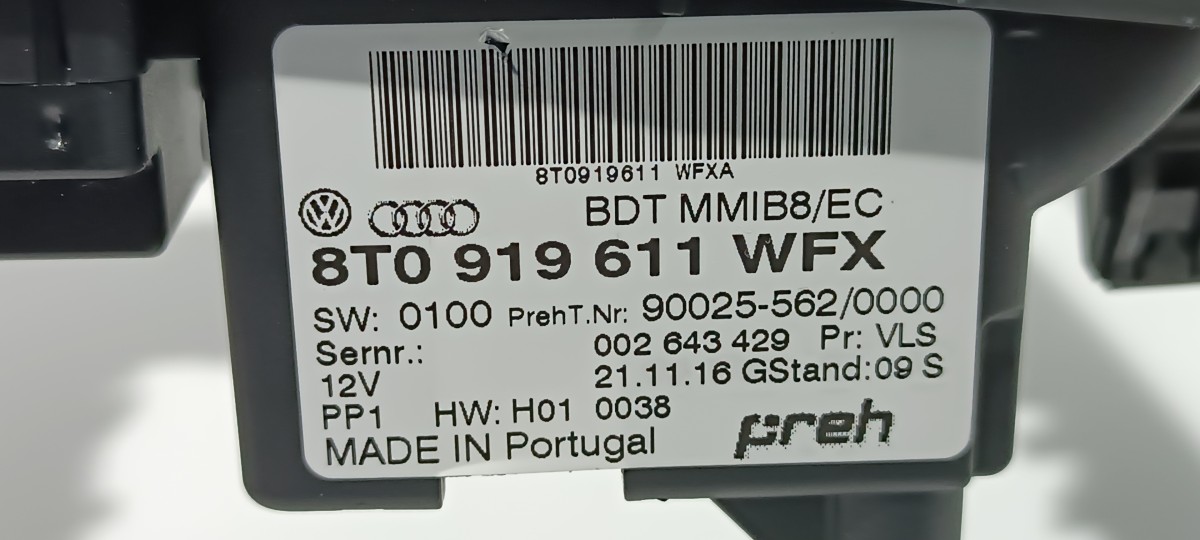 8T0919611 WFXA
BDT MMIB8/EC
8T0 919 611 WFX
SW: 0100 PrehT.Nr: 90025-562/0000
Sernr.: 002 643 429 Pr: VLS
12V 21.11.16 GStand:09 S
PP1 HW: H01 0038
preh
MADE IN Portugal